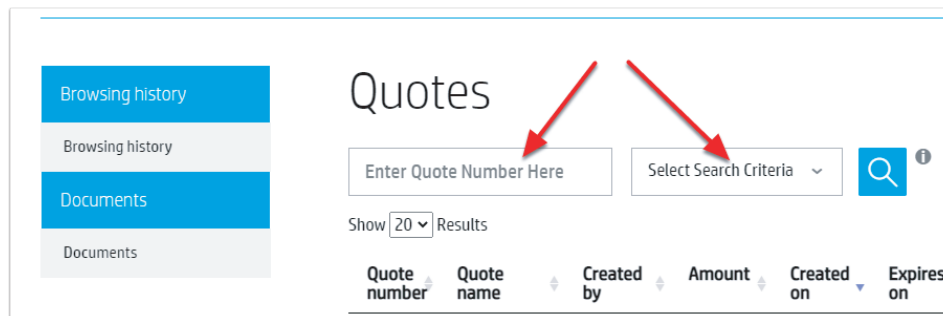 Browsing history
Browsing history
Documents
Documents
Quotes
Enter Quote Number Here
Select Search Criteria
Show 20 Results
Quote number
Quote name
Created by
Amount
Created on
Expires on